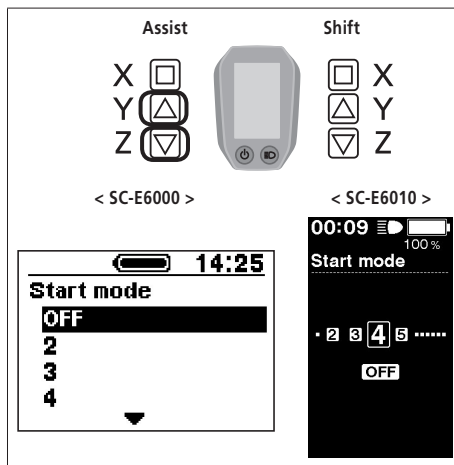 Assist Shift
X X
Y Y
Z Z
< SC-E6000 > < SC-E6010 >
00:09
100 %
14:25
Start mode
Start mode
OFF
2
3
4
2 3 4 5
OFF